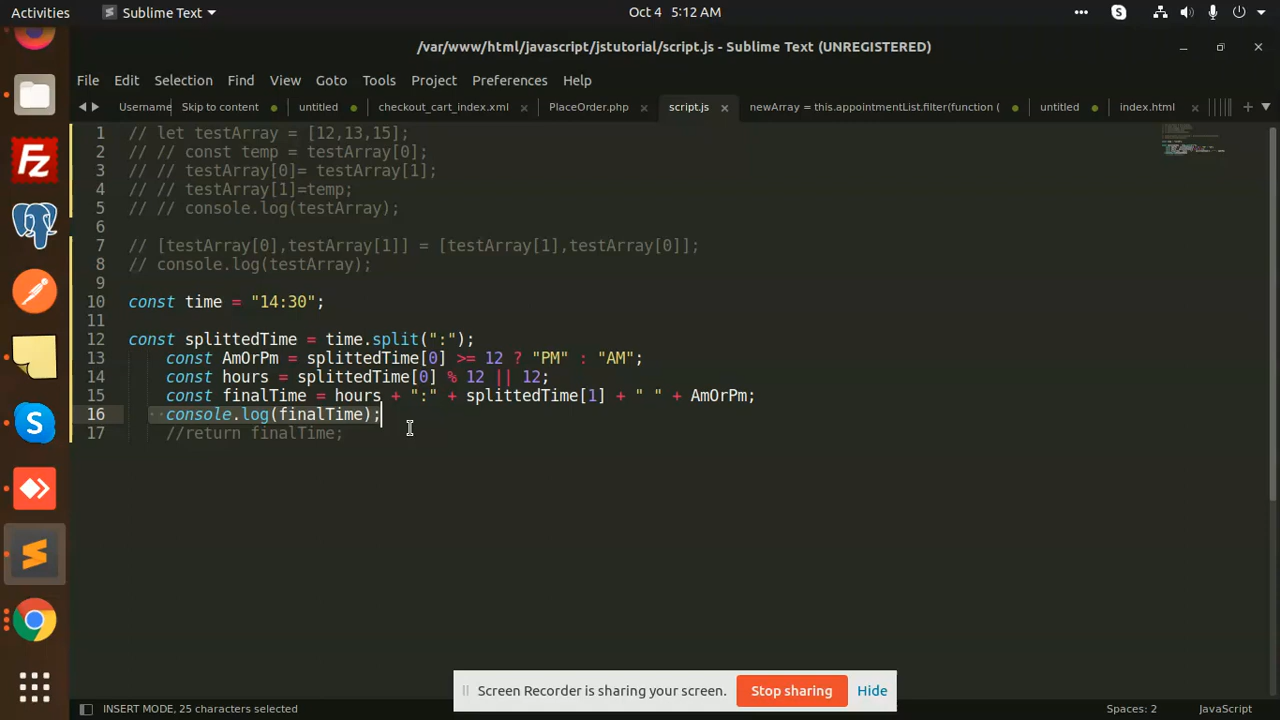 Activities
Sublime Text
Oct 4 5:12 AM
/var/www/html/javascript/jstutorial/script.js - Sublime Text (UNREGISTERED)
File Edit Selection Find View Goto Tools Project Preferences Help
Username Skip to content untitled checkout_cart_index.xml PlaceOrder.php script.js newArray = this.appointmentList.filter(function ( untitled index.html
1 // let testArray = [12,13,15];
2 // // const temp = testArray[0];
3 // // testArray[0]= testArray[1];
4 // // testArray[1]=temp;
5 // // console.log(testArray);
6
7 // [testArray[0],testArray[1]] = [testArray[1],testArray[0]];
8 // console.log(testArray);
9
10 const time = "14:30";
11
12 const splittedTime = time.split(":");
13 const AmOrPm = splittedTime[0] >= 12 ? "PM" : "AM";
14 const hours = splittedTime[0] % 12 || 12;
15 const finalTime = hours + ":" + splittedTime[1] + " " + AmOrPm;
16 console.log(finalTime);
17 //return finalTime;
Fz
S
Screen Recorder is sharing your screen. Stop sharing Hide
INSERT MODE, 25 characters selected
Spaces: 2
JavaScript